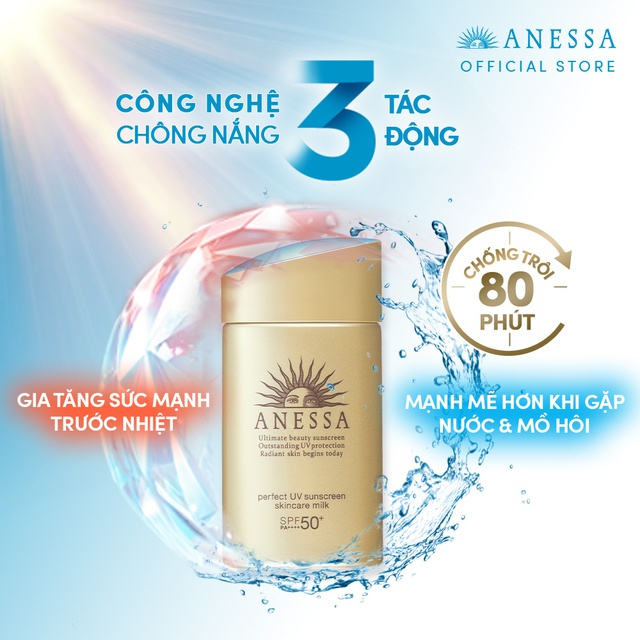 ANESSA
OFFICIAL STORE
CÔNG NGHỆ 3 TÁC
CHỐNG NẮNG ĐỘNG
CHỐNG TRÔI
80
PHÚT
GIA TĂNG SỨC MẠNH
TRƯỚC NHIỆT
MẠNH MẼ HƠN KHI GẶP
NƯỚC & MỒ HÔI
ANESSA
Ultimate beauty sunscreen
Outstanding UV protection
Radiant skin begins today
perfect UV sunscreen
skincare milk
SPF 50+
PA++++